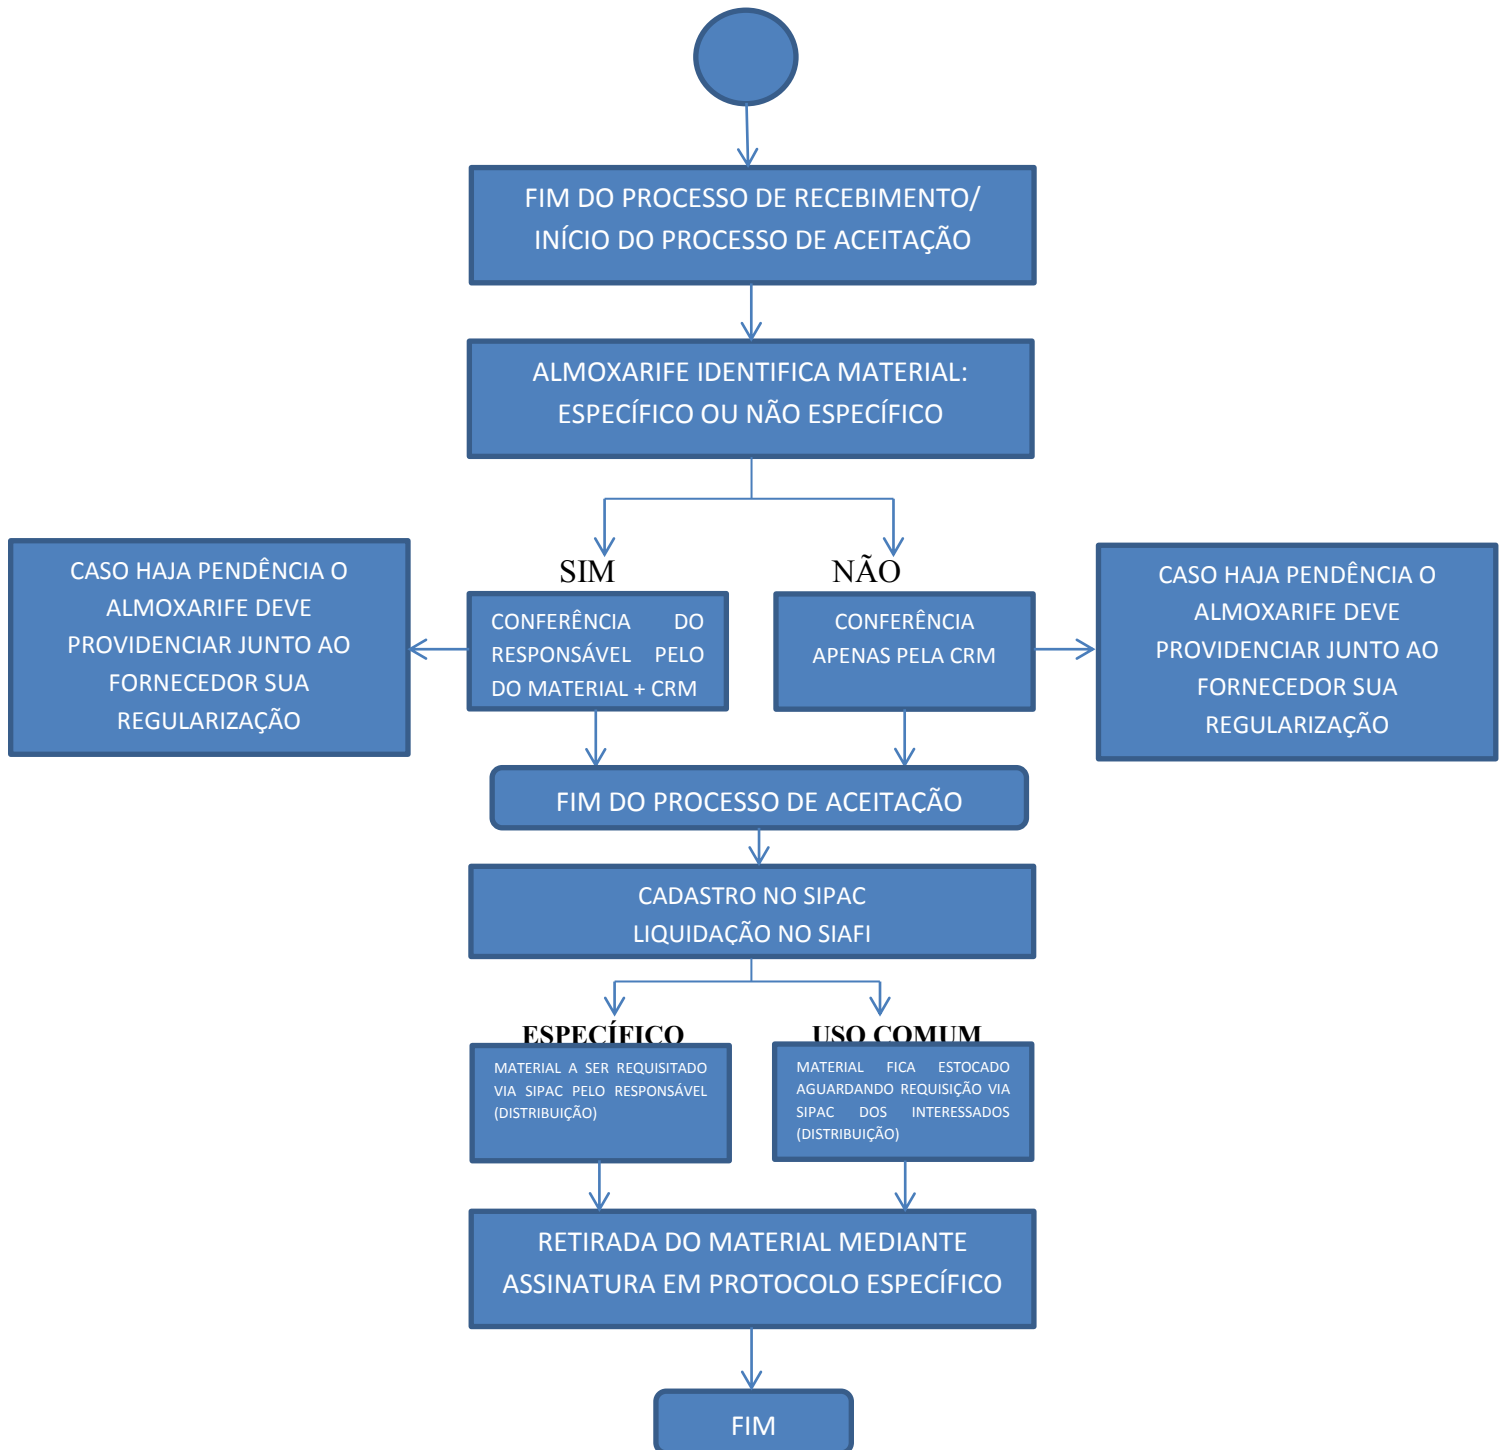 FIM DO PROCESSO DE RECEBIMENTO/
INÍCIO DO PROCESSO DE ACEITAÇÃO
ALMOXARIFE IDENTIFICA MATERIAL:
ESPECÍFICO OU NÃO ESPECÍFICO
SIM
NÃO
CASO HAJA PENDÊNCIA O
ALMOXARIFE DEVE
PROVIDENCIAR JUNTO AO
FORNECEDOR SUA
REGULARIZAÇÃO
CONFERÊNCIA DO
RESPONSÁVEL PELO
DO MATERIAL + CRM
CONFERÊNCIA
APENAS PELA CRM
CASO HAJA PENDÊNCIA O
ALMOXARIFE DEVE
PROVIDENCIAR JUNTO AO
FORNECEDOR SUA
REGULARIZAÇÃO
FIM DO PROCESSO DE ACEITAÇÃO
CADASTRO NO SIPAC
LIQUIDAÇÃO NO SIAFI
ESPECÍFICO
USO COMUM
MATERIAL A SER REQUISITADO
VIA SIPAC PELO RESPONSÁVEL
(DISTRIBUIÇÃO)
MATERIAL FICA ESTOCADO
AGUARDANDO REQUISIÇÃO VIA
SIPAC DOS INTERESSADOS
(DISTRIBUIÇÃO)
RETIRADA DO MATERIAL MEDIANTE
ASSINATURA EM PROTOCOLO ESPECÍFICO
FIM